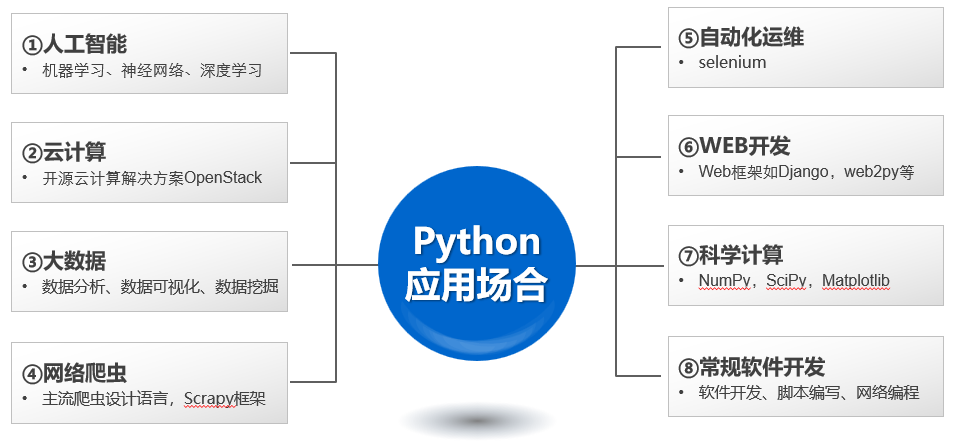 ①人工智能
• 机器学习、神经网络、深度学习
②云计算
• 开源云计算解决方案OpenStack
③大数据
• 数据分析、数据可视化、数据挖掘
④网络爬虫
• 主流爬虫设计语言，Scrapy框架
Python
应用场合
⑤自动化运维
• selenium
⑥WEB开发
• Web框架如Django，web2py等
⑦科学计算
• NumPy，SciPy，Matplotlib
⑧常规软件开发
• 软件开发、脚本编写、网络编程